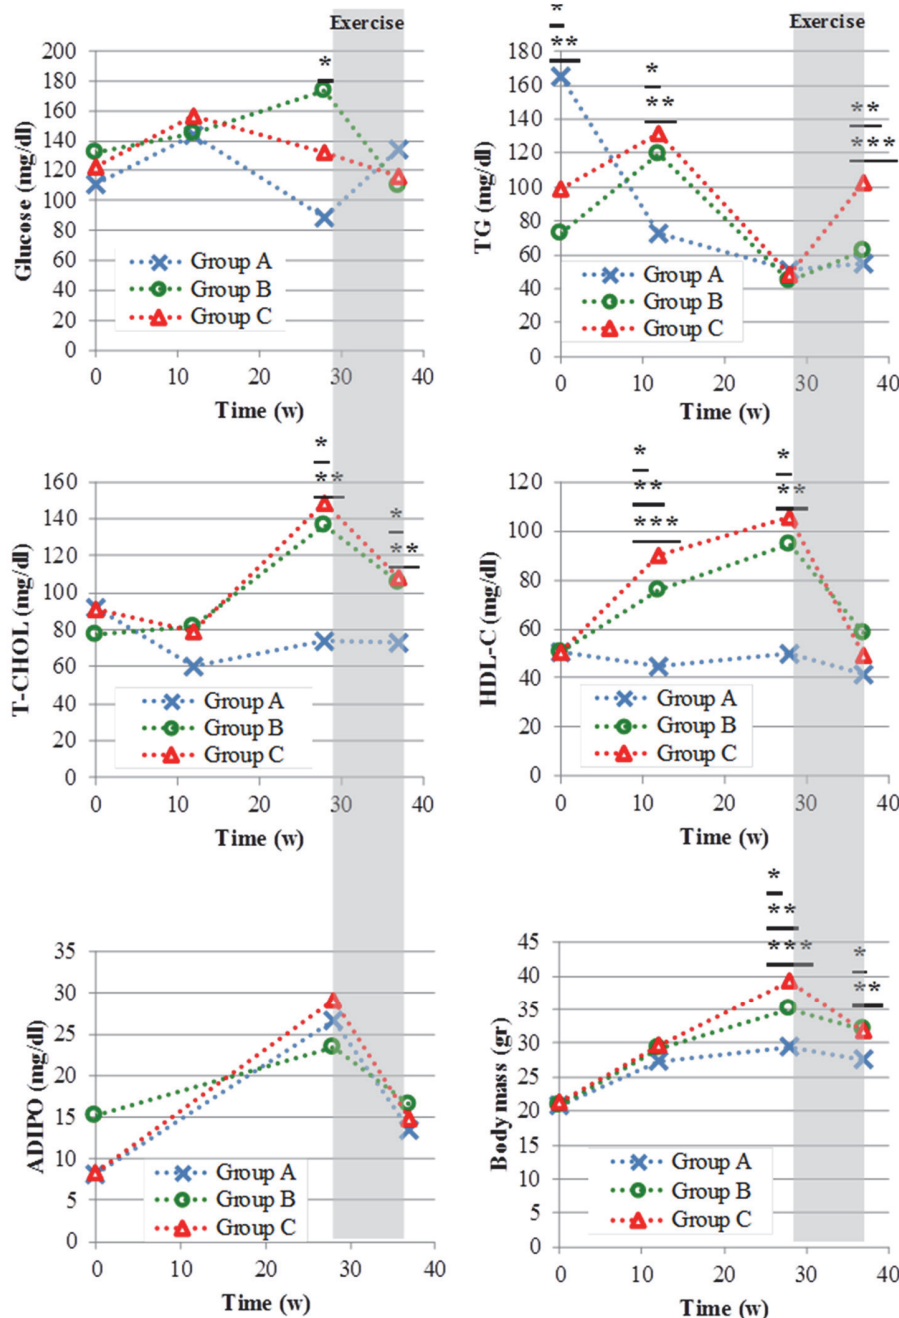 Exercise
*
200
180
160
140
120
100
80
60
40
20
0
Glucose (mg/dl)
Group A
Group B
Group C
0 10 20 30 40
Time (w)
Exercise
*
**
*
**
**
***
180
160
140
120
100
80
60
40
20
0
TG (mg/dl)
Group A
Group B
Group C
0 10 20 30 40
Time (w)
*
**
*
**
160
140
120
100
80
60
40
20
0
T-CHOL (mg/dl)
Group A
Group B
Group C
0 10 20 30 40
Time (w)
*
**
***
*
**
120
100
80
60
40
20
0
HDL-C (mg/dl)
Group A
Group B
Group C
0 10 20 30 40
Time (w)
35
30
25
20
15
10
5
0
ADIPO (mg/dl)
Group A
Group B
Group C
0 10 20 30 40
Time (w)
*
**
***
*
**
45
40
35
30
25
20
15
10
5
0
Body mass (gr)
Group A
Group B
Group C
0 10 20 30 40
Time (w)